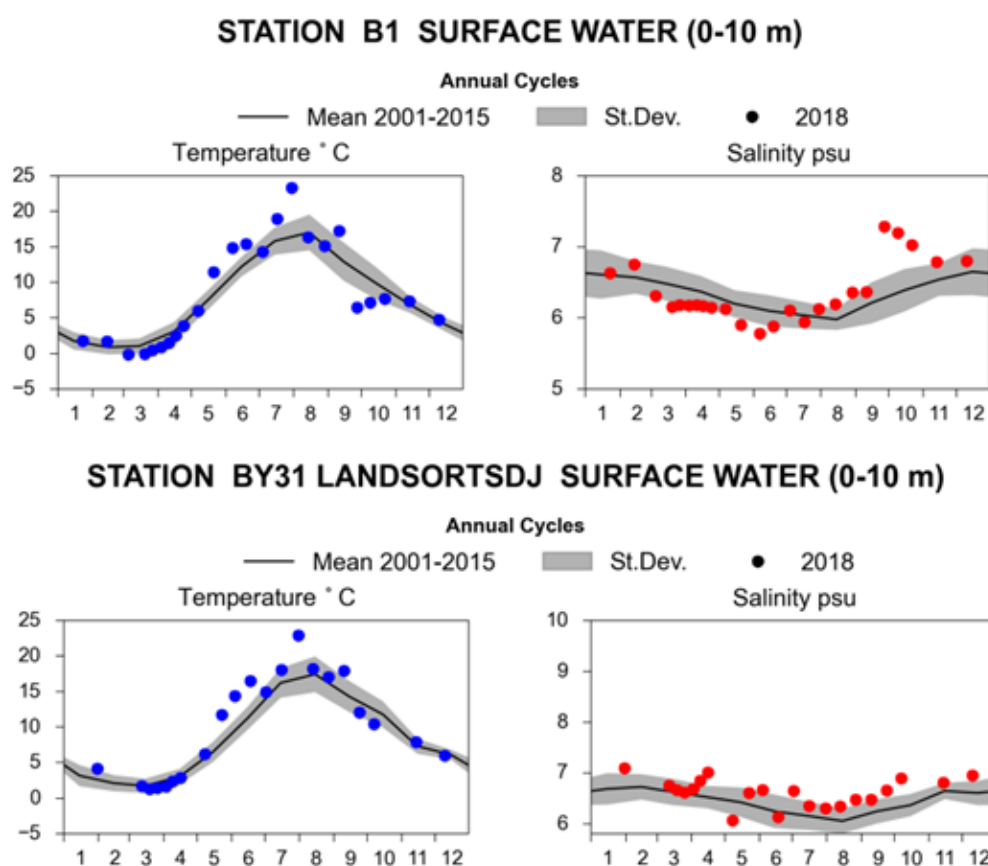 STATION B1 SURFACE WATER (0-10 m)
Annual Cycles
Mean 2001-2015 St.Dev. 2018
Temperature ° C
25
20
15
10
5
0
−5
1 2 3 4 5 6 7 8 9 10 11 12
Salinity psu
8
7
6
5
1 2 3 4 5 6 7 8 9 10 11 12
STATION BY31 LANDSORTSDJ SURFACE WATER (0-10 m)
Annual Cycles
Mean 2001-2015 St.Dev. 2018
Temperature ° C
25
20
15
10
5
0
−5
1 2 3 4 5 6 7 8 9 10 11 12
Salinity psu
10
9
8
7
6
1 2 3 4 5 6 7 8 9 10 11 12